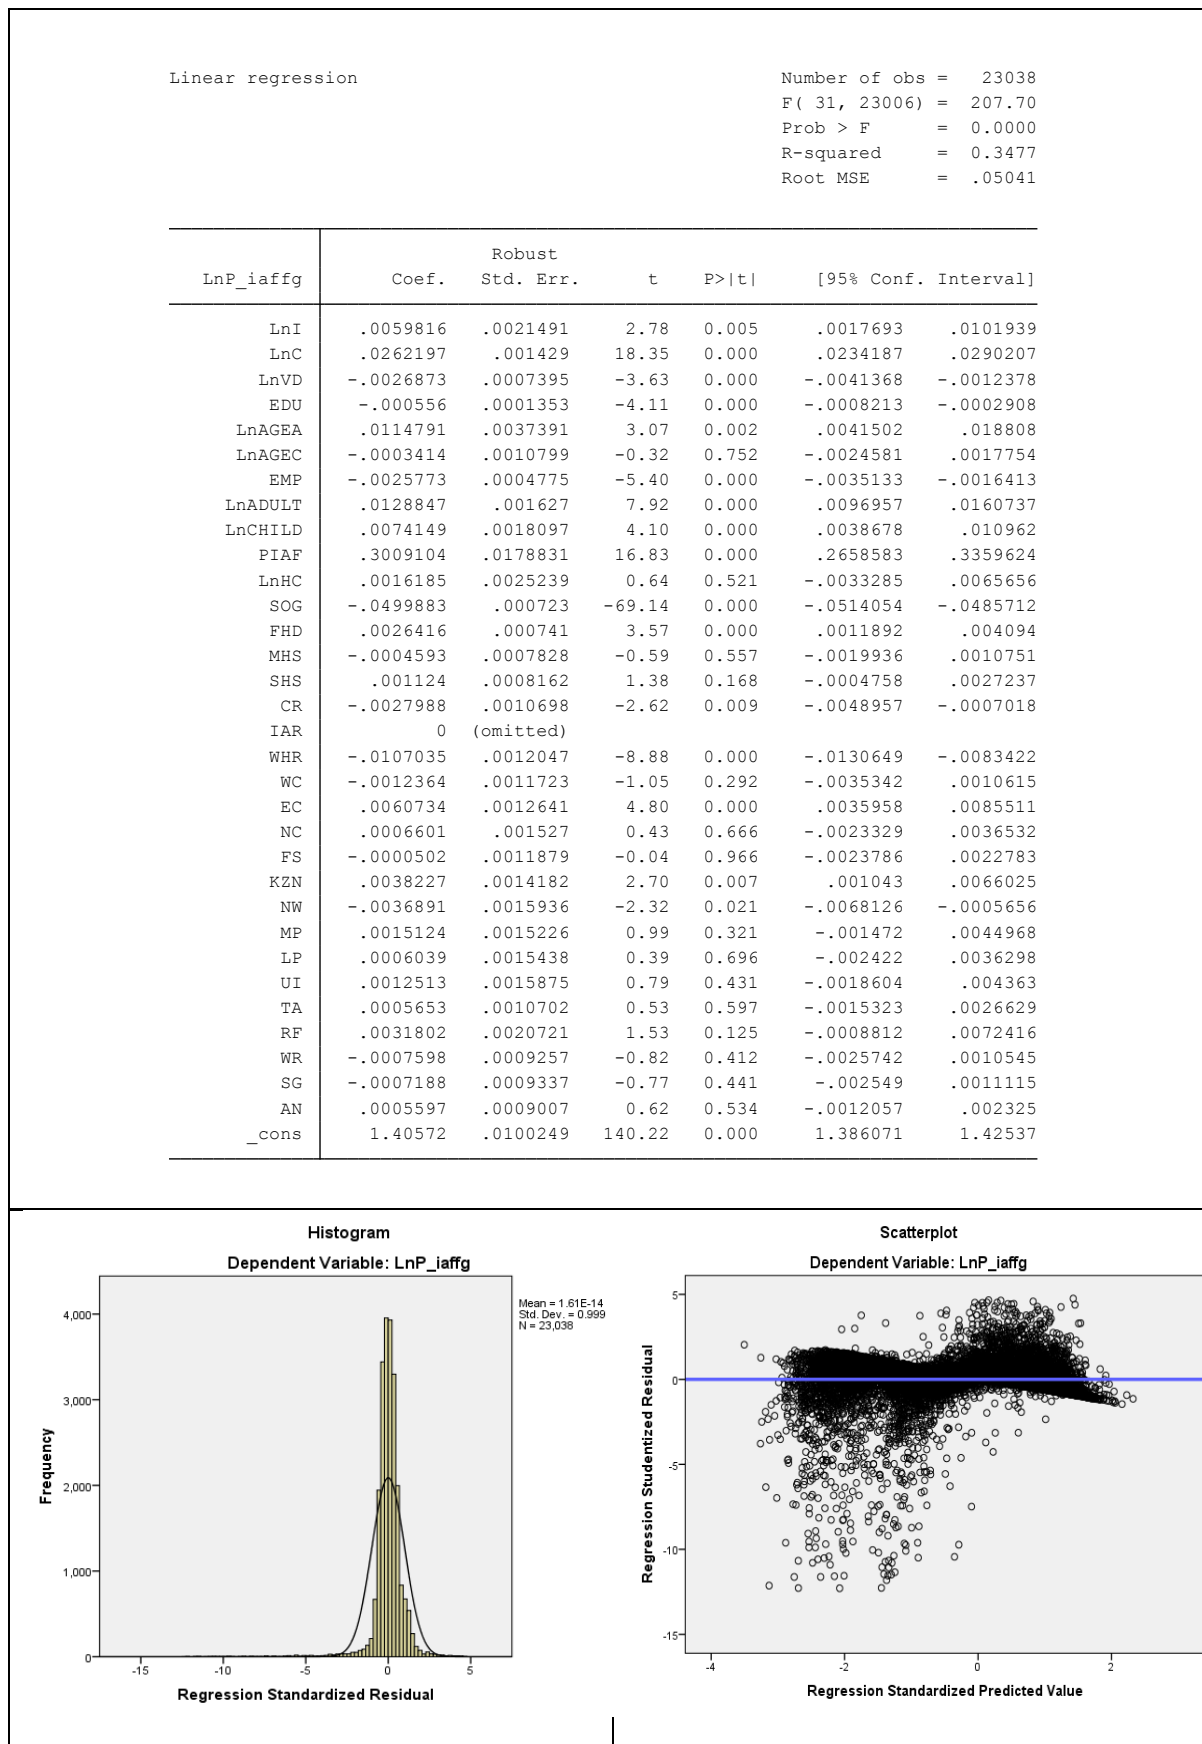 Linear regression Number of obs = 23038
F( 31, 23006) = 207.70
Prob > F = 0.0000
R-squared = 0.3477
Root MSE = .05041
Robust
LnP_iaffg Coef. Std. Err. t P>|t| [95% Conf. Interval]
LnI .0059816 .0021491 2.78 0.005 .0017693 .0101939
LnC .0262197 .001429 18.35 0.000 .0234187 .0290207
LnVD -.0026873 .0007395 -3.63 0.000 -.0041368 -.0012378
EDU -.000556 .0001353 -4.11 0.000 -.0008213 -.0002908
LnAGEA .0114791 .0037391 3.07 0.002 .0041502 .018808
LnAGEC -.0003414 .0010799 -0.32 0.752 -.0024581 .0017754
EMP -.0025773 .0004775 -5.40 0.000 -.0035133 -.0016413
LnADULT .0128847 .001627 7.92 0.000 .0096957 .0160737
LnCHILD .0074149 .0018097 4.10 0.000 .0038678 .010962
PIAF .3009104 .0178831 16.83 0.000 .2658583 .3359624
LnHC .0016185 .0025239 0.64 0.521 -.0033285 .0065656
SOG -.0499883 .000723 -69.14 0.000 -.0514054 -.0485712
FHD .0026416 .000741 3.57 0.000 .0011892 .004094
MHS -.0004593 .0007828 -0.59 0.557 -.0019936 .0010751
SHS .001124 .0008162 1.38 0.168 -.0004758 .0027237
CR -.0027988 .0010698 -2.62 0.009 -.0048957 -.0007018
IAR 0 (omitted)
WHR -.0107035 .0012047 -8.88 0.000 -.0130649 -.0083422
WC -.0012364 .0011723 -1.05 0.292 -.0035342 .0010615
EC .0060734 .0012641 4.80 0.000 .0035958 .0085511
NC .0006601 .001527 0.43 0.666 -.0023329 .0036532
FS -.0000502 .0011879 -0.04 0.966 -.0023786 .0022783
KZN .0038227 .0014182 2.70 0.007 .001043 .0066025
NW -.0036891 .0015936 -2.32 0.021 -.0068126 -.0005656
MP .0015124 .0015226 0.99 0.321 -.001472 .0044968
LP .0006039 .0015438 0.39 0.696 -.002422 .0036298
UI .0012513 .0015875 0.79 0.431 -.0018604 .004363
TA .0005653 .0010702 0.53 0.597 -.0015323 .0026629
RF .0031802 .0020721 1.53 0.125 -.0008812 .0072416
WR -.0007598 .0009257 -0.82 0.412 -.0025742 .0010545
SG -.0007188 .0009337 -0.77 0.441 -.002549 .0011115
AN .0005597 .0009007 0.62 0.534 -.0012057 .002325
_cons 1.40572 .0100249 140.22 0.000 1.386071 1.42537
Histogram
Dependent Variable: LnP_iaffg
Mean = 1.61E-14
Std. Dev. = 0.999
N = 23,038
Frequency
4,000
3,000
2,000
1,000
0
-15 -10 -5 0 5
Regression Standardized Residual
Scatterplot
Dependent Variable: LnP_iaffg
Regression Studentized Residual
5
0
-5
-10
-15
-4 -2 0 2
Regression Standardized Predicted Value